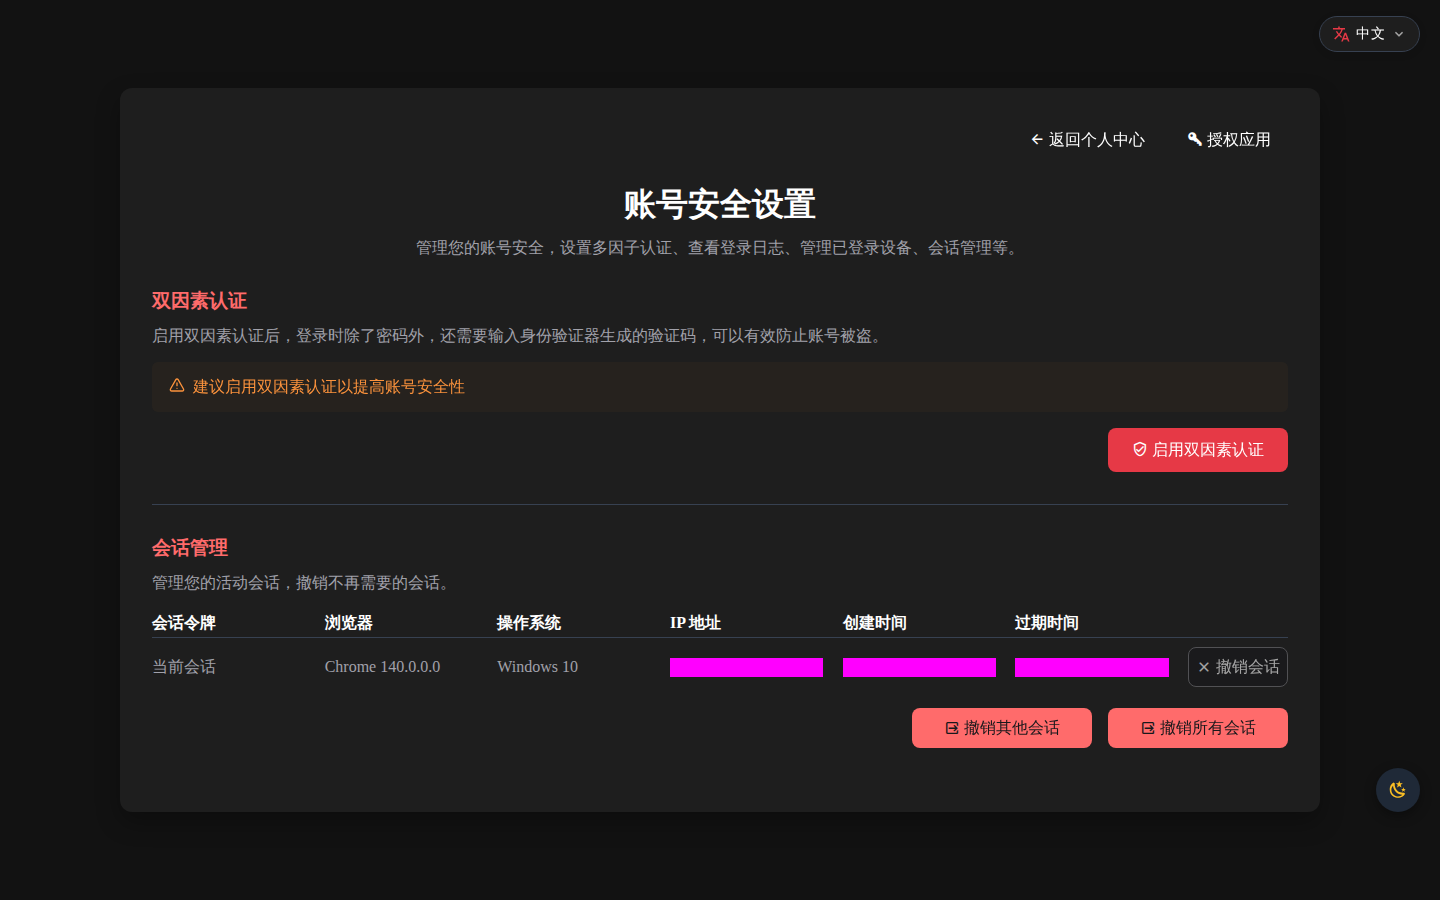 中文
返回个人中心 授权应用
账号安全设置
管理您的账号安全，设置多因子认证、查看登录日志、管理已登录设备、会话管理等。
双因素认证
启用双因素认证后，登录时除了密码外，还需要输入身份验证器生成的验证码，可以有效防止账号被盗。
建议启用双因素认证以提高账号安全性
启用双因素认证
会话管理
管理您的活动会话，撤销不再需要的会话。
会话令牌 浏览器 操作系统 IP 地址 创建时间 过期时间
当前会话 Chrome 140.0.0.0 Windows 10 撤销会话
撤销其他会话 撤销所有会话